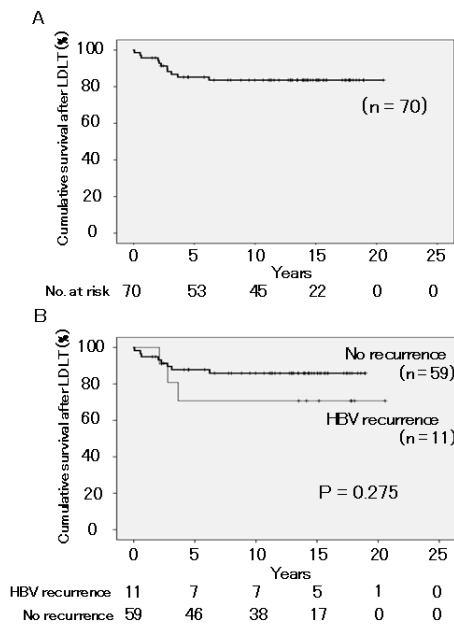 A
Cumulative survival after LDLT(%)
100
80
60
40
20
0
(n = 70)
0 5 10 15 20 25
Years
No. at risk 70 53 45 22 0 0
B
Cumulative survival after LDLT(%)
100
80
60
40
20
0
No recurrence
(n = 59)
HBV recurrence
(n = 11)
P = 0.275
0 5 10 15 20 25
Years
HBV recurrence 11 7 7 5 1 0
No recurrence 59 46 38 17 0 0